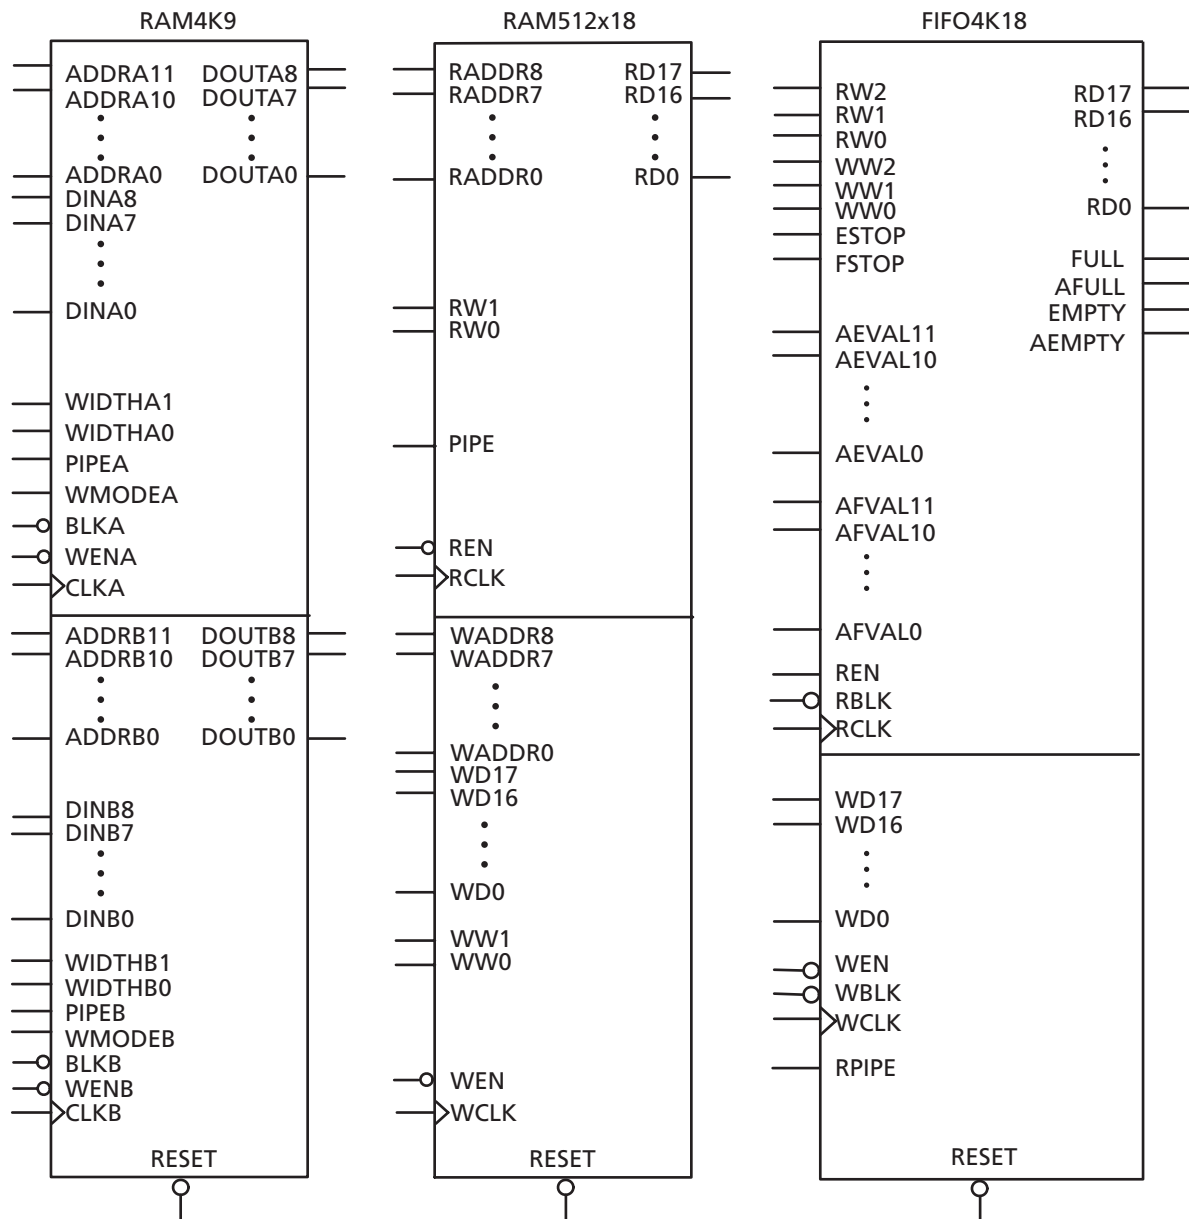 RAM4K9
ADDRA11 DOUTA8
ADDRA10 DOUTA7
ADDRA0 DOUTA0
DINA8
DINA7
DINA0
WIDTHA1
WIDTHA0
PIPEA
WMODEA
BLKA
WENA
CLKA
ADDRB11 DOUTB8
ADDRB10 DOUTB7
ADDRB0 DOUTB0
DINB8
DINB7
DINB0
WIDTHB1
WIDTHB0
PIPEB
WMODEB
BLKB
WENB
CLKB
RESET
RAM512x18
RADDR8 RD17
RADDR7 RD16
RADDR0 RD0
RW1
RW0
PIPE
REN
RCLK
WADDR8
WADDR7
WADDR0
WD17
WD16
WD0
WW1
WW0
WEN
WCLK
RESET
FIFO4K18
RW2 RD17
RW1 RD16
RW0
WW2
WW1
WW0 RD0
ESTOP
FSTOP FULL
AFULL
EMPTY
AEVAL11 AEMPTY
AEVAL10
AEVAL0
AFVAL11
AFVAL10
AFVAL0
REN
RBLK
RCLK
WD17
WD16
WD0
WEN
WBLK
WCLK
RPIPE
RESET